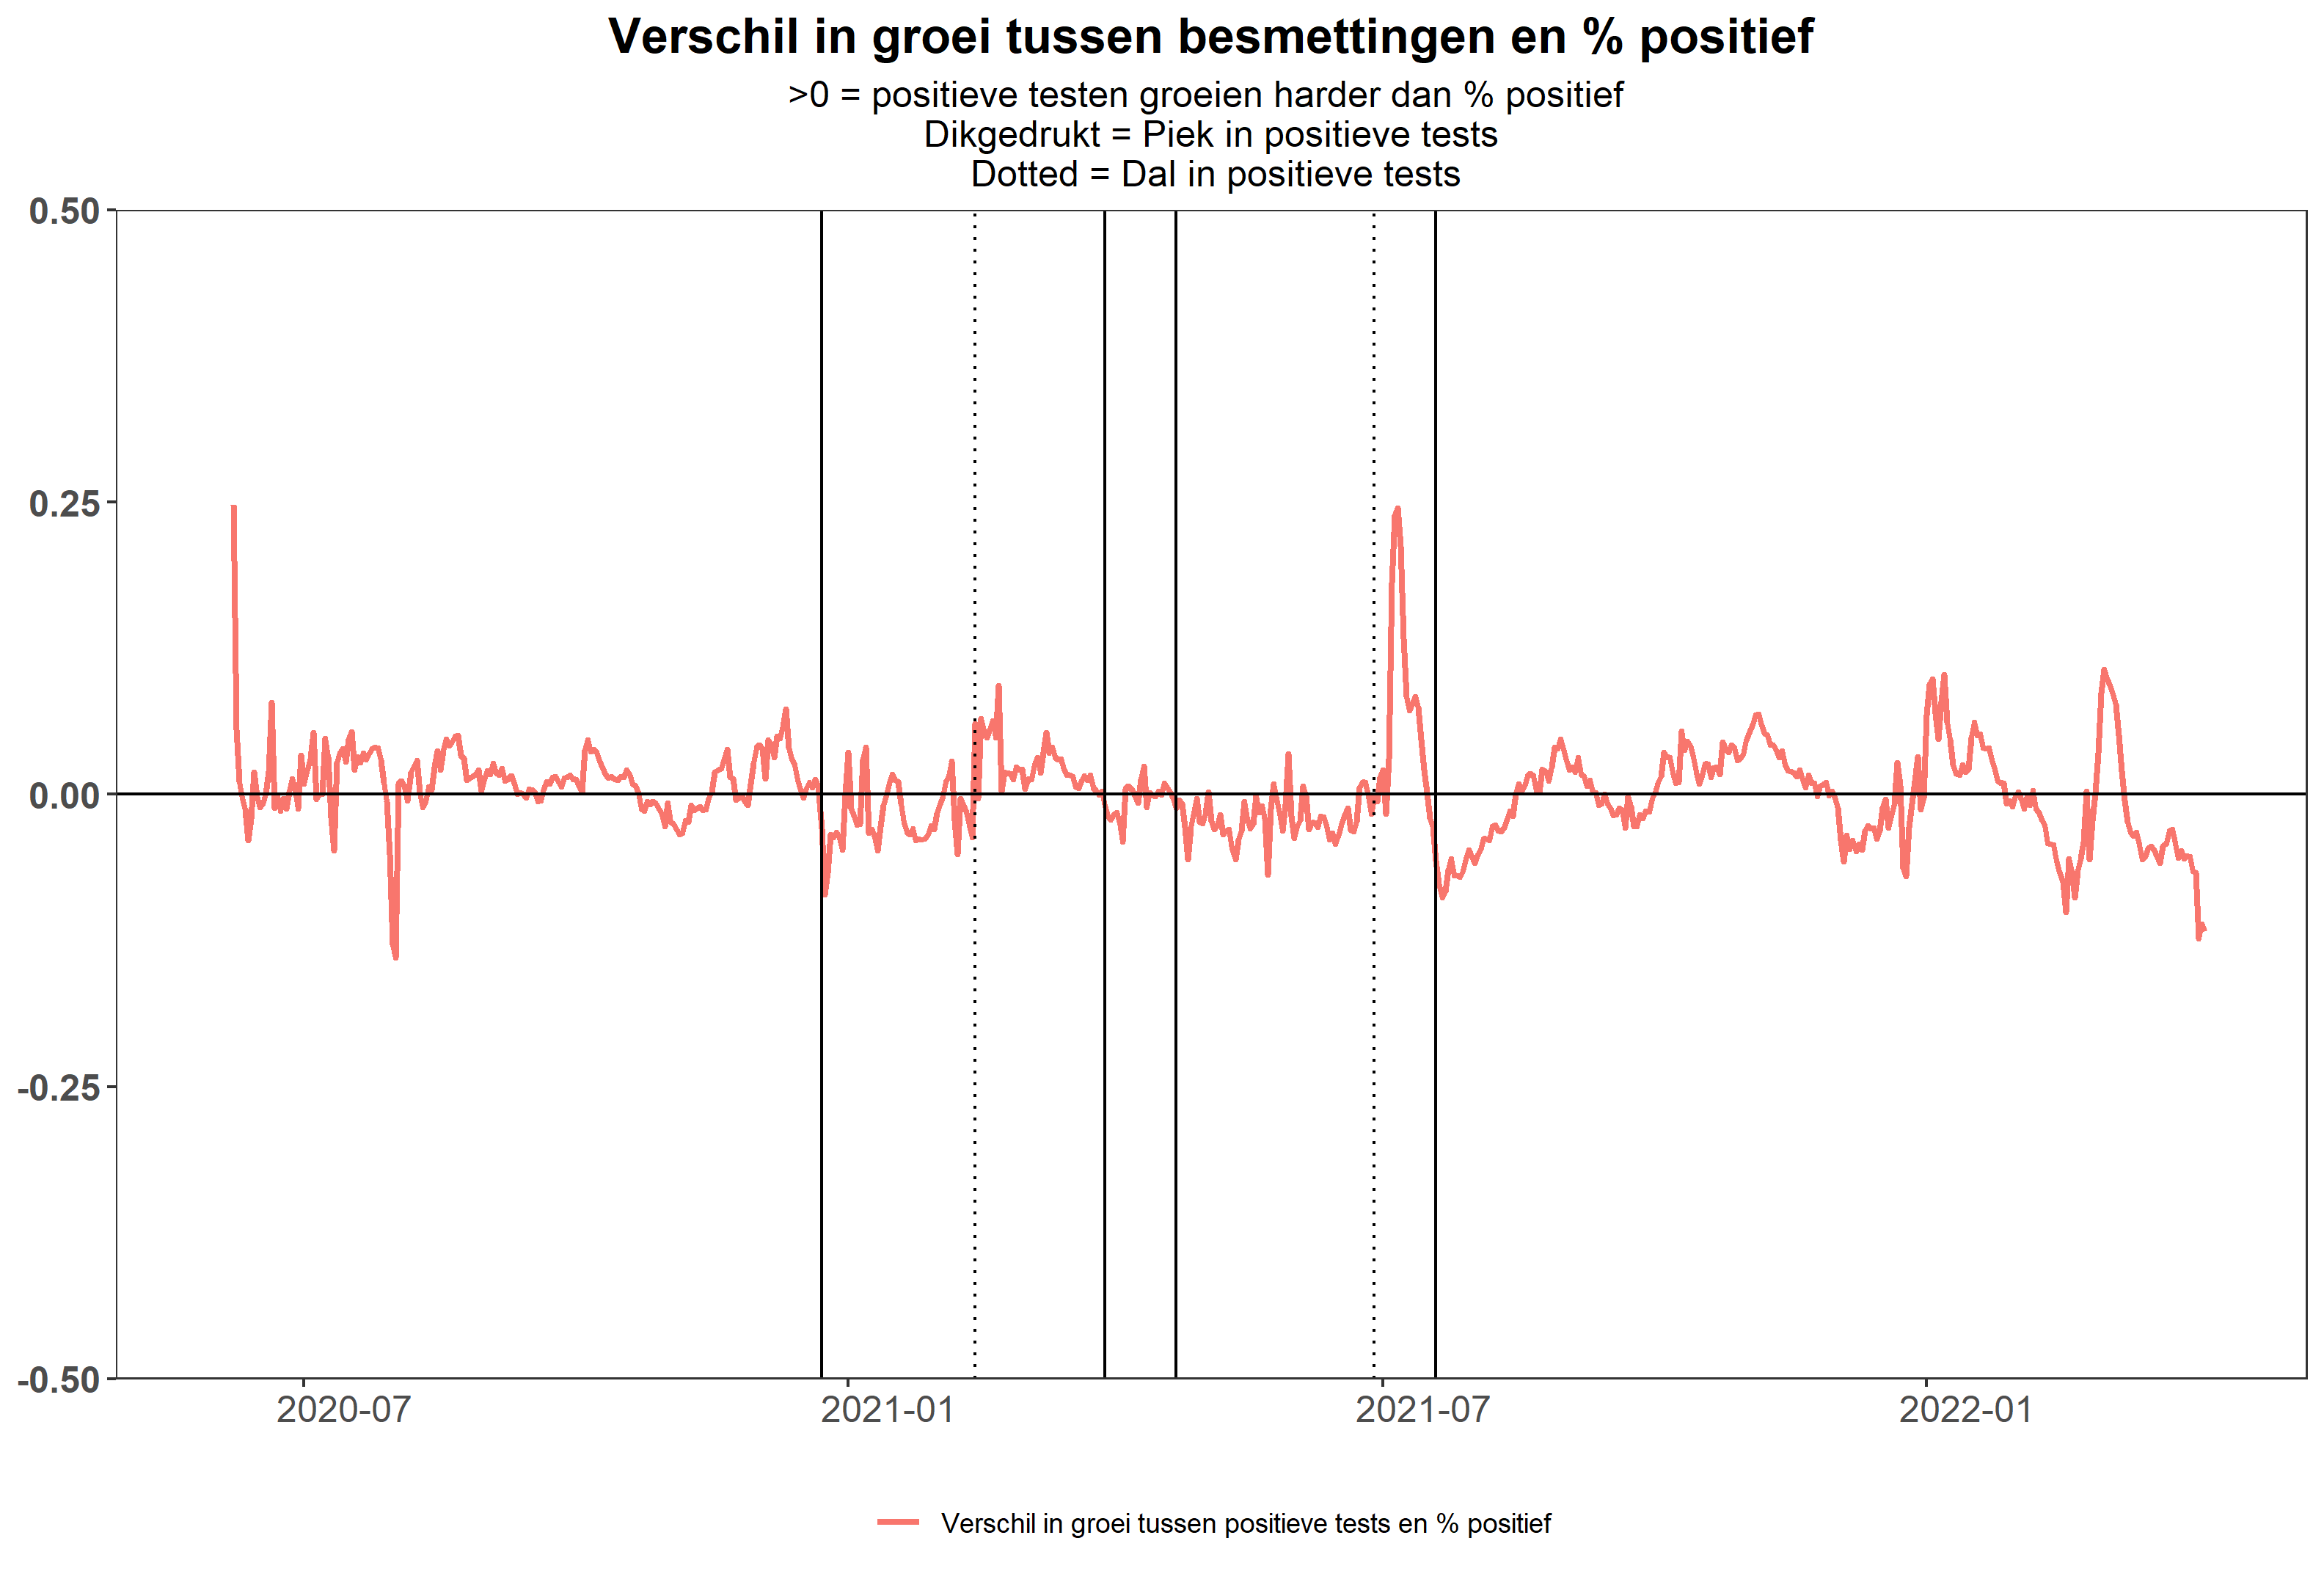 Verschil in groei tussen besmettingen en % positief
>0 = positieve testen groeien harder dan % positief
Dikgedrukt = Piek in positieve tests
Dotted = Dal in positieve tests
0.50
0.25
0.00
-0.25
-0.50
2020-07
2021-01
2021-07
2022-01
Verschil in groei tussen positieve tests en % positief